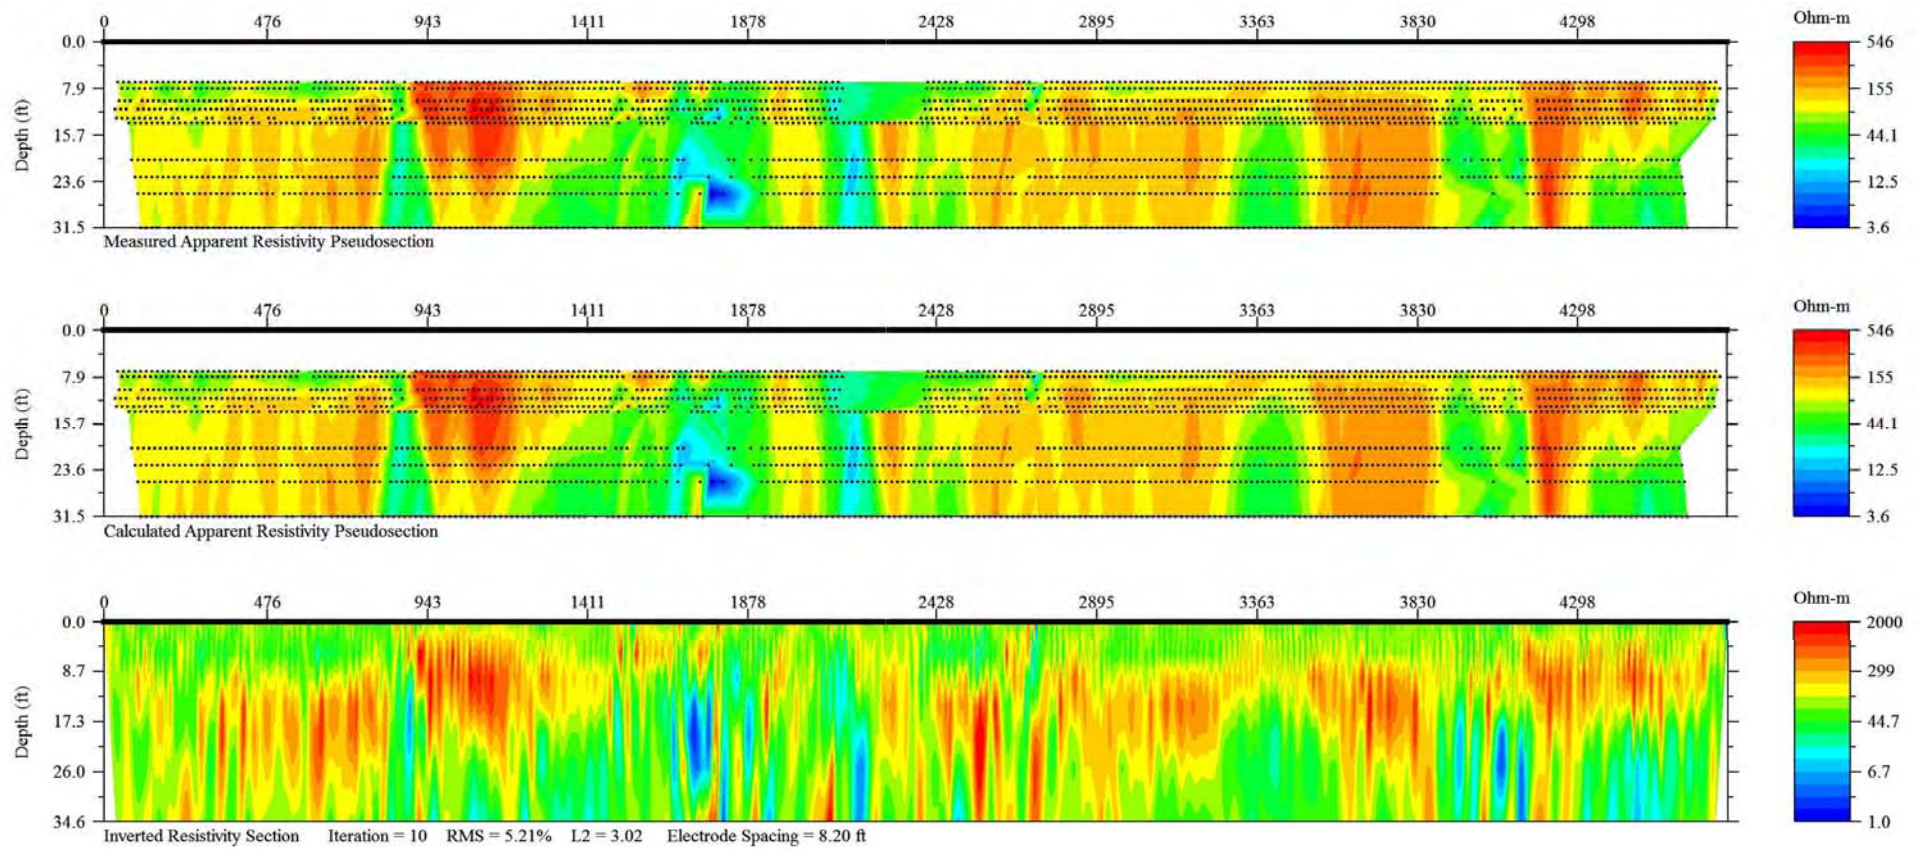 0 476 943 1411 1878 2428 2895 3363 3830 4298 Ohm-m
0.0 546
7.9 155
Depth (ft)
15.7 44.1
23.6 12.5
31.5 3.6
Measured Apparent Resistivity Pseudosection
0 476 943 1411 1878 2428 2895 3363 3830 4298 Ohm-m
0.0 546
7.9 155
Depth (ft)
15.7 44.1
23.6 12.5
31.5 3.6
Calculated Apparent Resistivity Pseudosection
0 476 943 1411 1878 2428 2895 3363 3830 4298 Ohm-m
0.0 2000
8.7 299
Depth (ft)
17.3 44.7
26.0 6.7
34.6 1.0
Inverted Resistivity Section Iteration = 10 RMS = 5.21% L2 = 3.02 Electrode Spacing = 8.20 ft